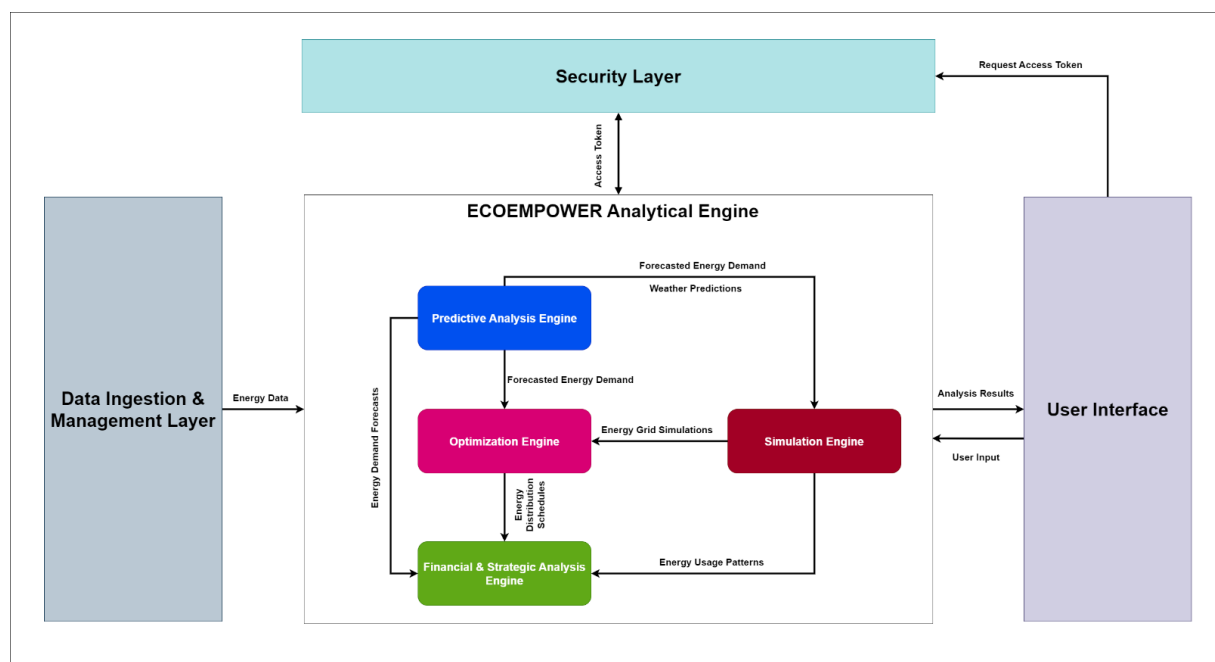 Security Layer
Request Access Token
Access Token
ECOEMPOWER Analytical Engine
Forecasted Energy Demand
Weather Predictions
Predictive Analysis Engine
Forecasted Energy Demand
Data Ingestion &
Management Layer
Energy Data
Energy Demand Forecasts
Optimization Engine
Energy Grid Simulations
Simulation Engine
Analysis Results
User Input
User Interface
Energy
Distribution
Schedules
Financial & Strategic Analysis
Engine
Energy Usage Patterns